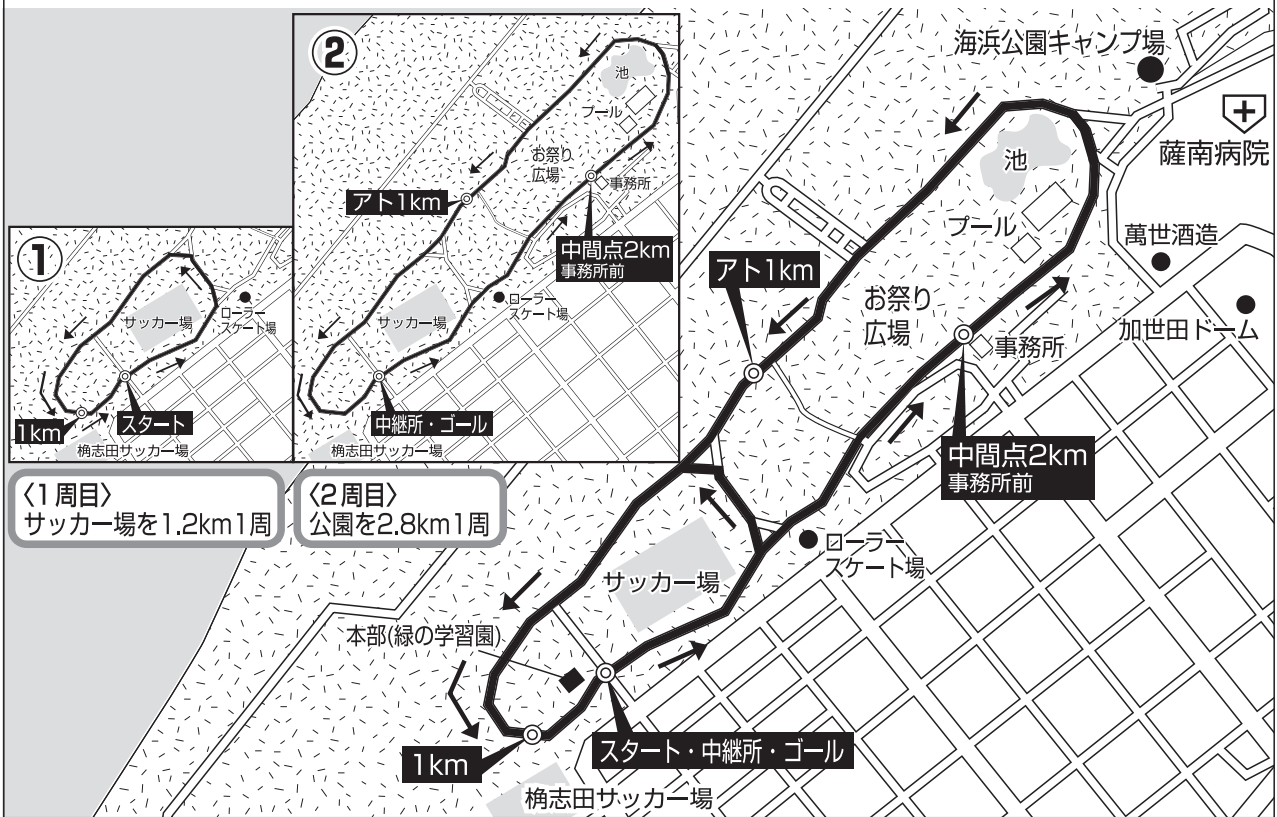 ①
サッカー場
ローラー
スケート場
1km
スタート
桷志田サッカー場
〈1周目〉
サッカー場を1.2km1周
②
池
プール
お祭り
広場
事務所
アト1km
中間点2km
事務所前
ローラー
スケート場
サッカー場
中継所・ゴール
桷志田サッカー場
〈2周目〉
公園を2.8km1周
海浜公園キャンプ場
薩南病院
池
プール
萬世酒造
加世田ドーム
アト1km
お祭り
広場
事務所
中間点2km
事務所前
ローラー
スケート場
サッカー場
本部(緑の学習園)
1km
スタート・中継所・ゴール
桷志田サッカー場